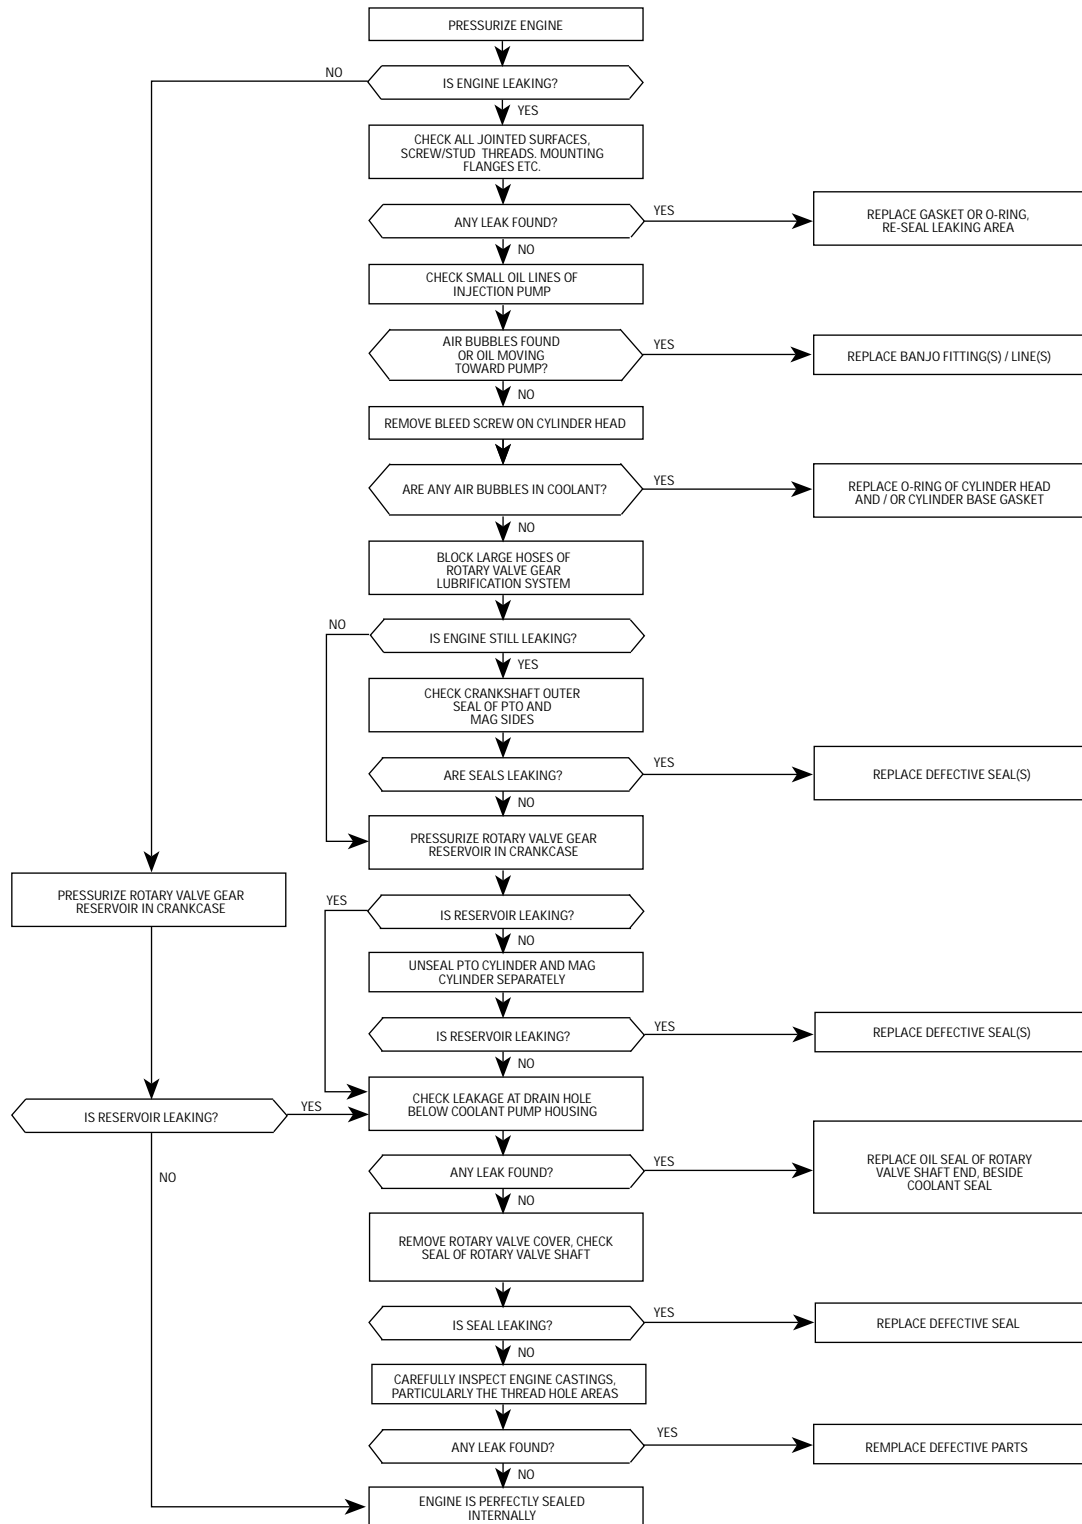 PRESSURIZE ENGINE
NO
IS ENGINE LEAKING?
YES
CHECK ALL JOINTED SURFACES,
SCREW/STUD THREADS. MOUNTING
FLANGES ETC.
ANY LEAK FOUND?
YES
REPLACE GASKET OR O-RING,
RE-SEAL LEAKING AREA
NO
CHECK SMALL OIL LINES OF
INJECTION PUMP
AIR BUBBLES FOUND
OR OIL MOVING
TOWARD PUMP?
YES
REPLACE BANJO FITTING(S) / LINE(S)
NO
REMOVE BLEED SCREW ON CYLINDER HEAD
ARE ANY AIR BUBBLES IN COOLANT?
YES
REPLACE O-RING OF CYLINDER HEAD
AND / OR CYLINDER BASE GASKET
NO
BLOCK LARGE HOSES OF
ROTARY VALVE GEAR
LUBRIFICATION SYSTEM
NO
IS ENGINE STILL LEAKING?
YES
CHECK CRANKSHAFT OUTER
SEAL OF PTO AND
MAG SIDES
ARE SEALS LEAKING?
YES
REPLACE DEFECTIVE SEAL(S)
NO
PRESSURIZE ROTARY VALVE GEAR
RESERVOIR IN CRANKCASE
PRESSURIZE ROTARY VALVE GEAR
RESERVOIR IN CRANKCASE
YES
IS RESERVOIR LEAKING?
NO
UNSEAL PTO CYLINDER AND MAG
CYLINDER SEPARATELY
IS RESERVOIR LEAKING?
YES
REPLACE DEFECTIVE SEAL(S)
NO
CHECK LEAKAGE AT DRAIN HOLE
BELOW COOLANT PUMP HOUSING
IS RESERVOIR LEAKING?
YES
NO
ANY LEAK FOUND?
YES
REPLACE OIL SEAL OF ROTARY
VALVE SHAFT END, BESIDE
COOLANT SEAL
NO
REMOVE ROTARY VALVE COVER, CHECK
SEAL OF ROTARY VALVE SHAFT
IS SEAL LEAKING?
YES
REPLACE DEFECTIVE SEAL
NO
CAREFULLY INSPECT ENGINE CASTINGS,
PARTICULARLY THE THREAD HOLE AREAS
ANY LEAK FOUND?
YES
REMPLACE DEFECTIVE PARTS
NO
ENGINE IS PERFECTLY SEALED
INTERNALLY